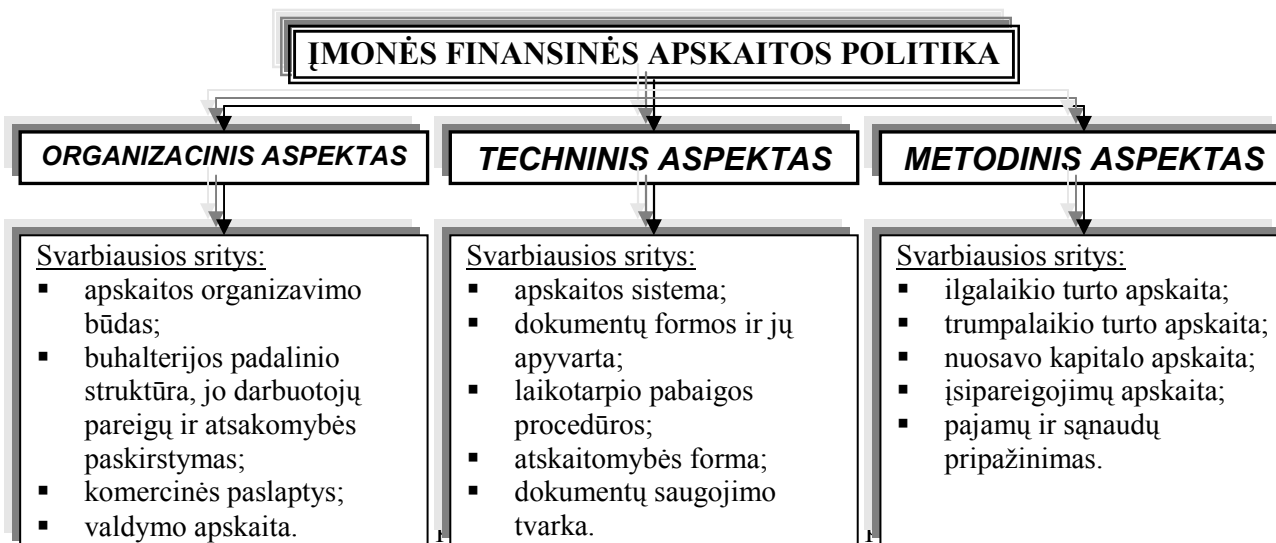 ĮMONĖS FINANSINĖS APSKAITOS POLITIKA
ORGANIZACINIS ASPEKTAS
Svarbiausios sritys:
▪ apskaitos organizavimo
būdas;
▪ buhalterijos padalinio
struktūra, jo darbuotojų
pareigų ir atsakomybės
paskirstymas;
▪ komercinės paslaptys;
▪ valdymo apskaita.
TECHNINIS ASPEKTAS
Svarbiausios sritys:
▪ apskaitos sistema;
▪ dokumentų formos ir jų
apyvarta;
▪ laikotarpio pabaigos
procedūros;
▪ atskaitomybės forma;
▪ dokumentų saugojimo
tvarka.
METODINIS ASPEKTAS
Svarbiausios sritys:
▪ ilgalaikio turto apskaita;
▪ trumpalaikio turto apskaita;
▪ nuosavo kapitalo apskaita;
▪ įsipareigojimų apskaita;
▪ pajamų ir sąnaudų
pripažinimas.